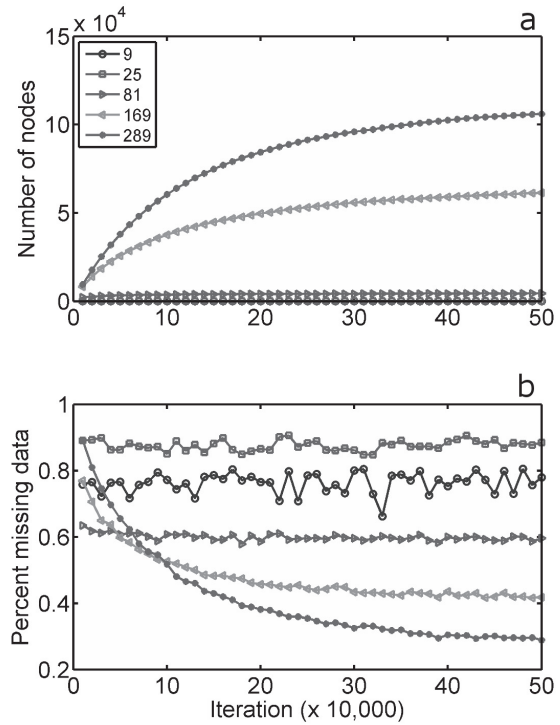 x 10⁴
a
15
10
5
0
Number of nodes
9
25
81
169
289
0 10 20 30 40 50
b
1
0.8
0.6
0.4
0.2
Percent missing data
0 10 20 30 40 50
Iteration (x 10,000)